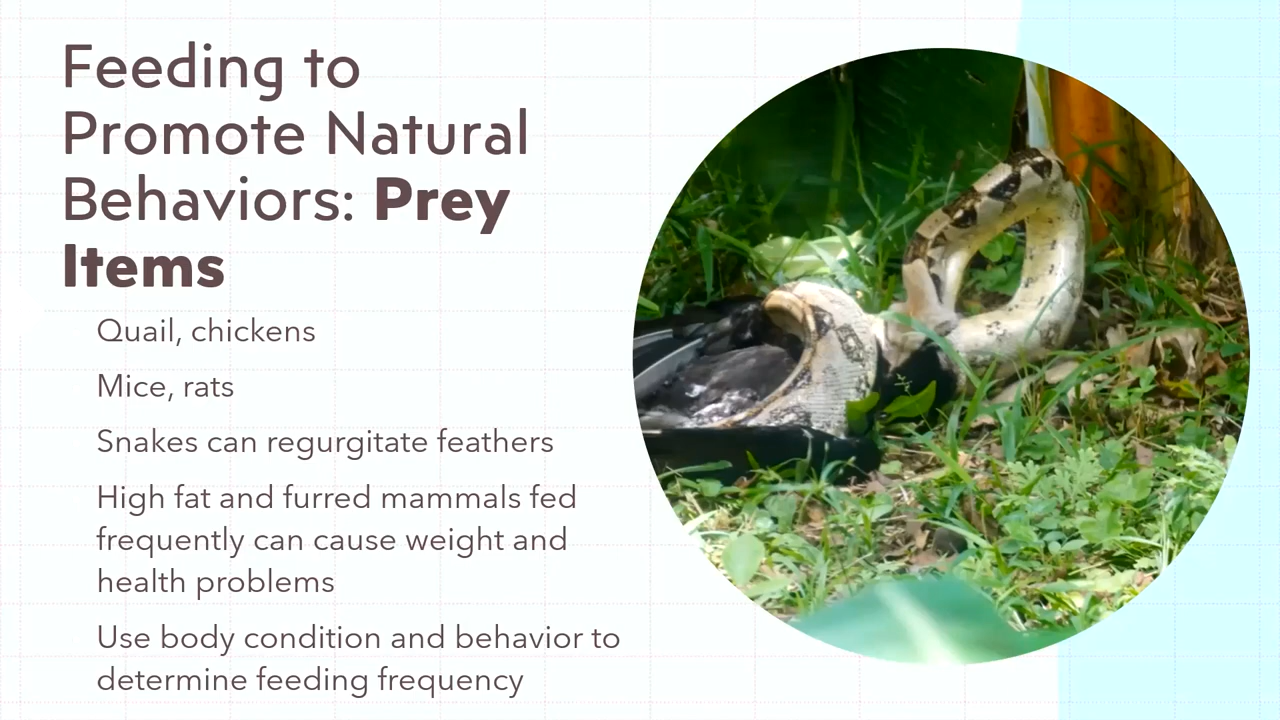 Feeding to
Promote Natural
Behaviors: Prey
Items
Quail, chickens
Mice, rats
Snakes can regurgitate feathers
High fat and furred mammals fed
frequently can cause weight and
health problems
Use body condition and behavior to
determine feeding frequency